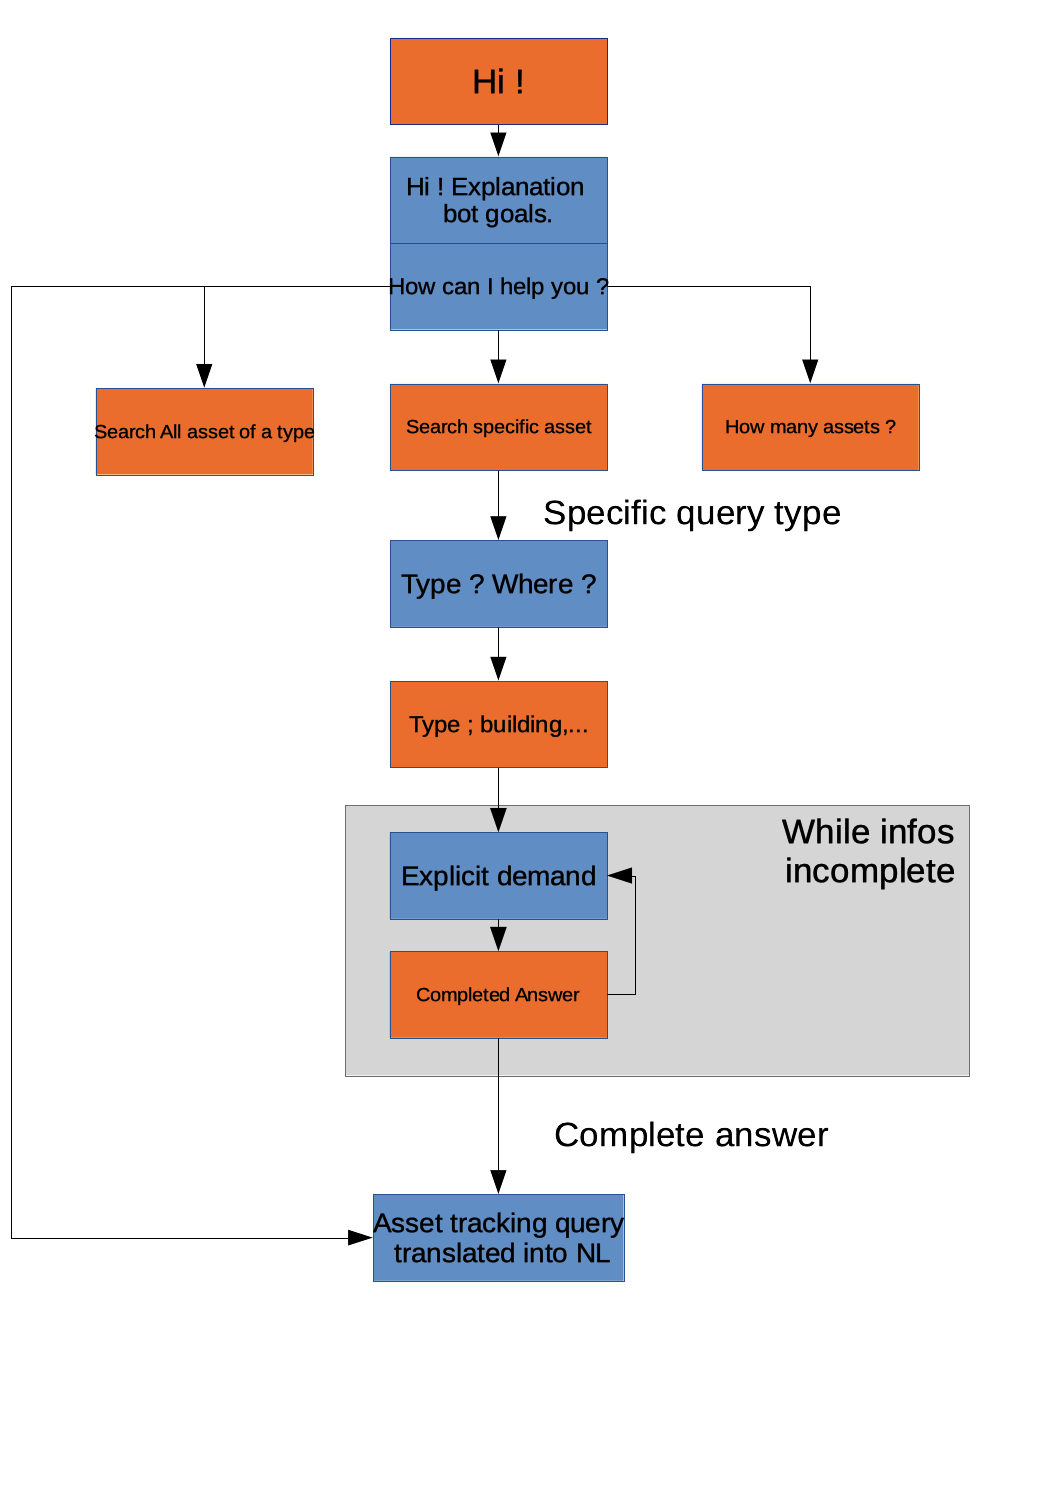 Hi !
Hi ! Explanation
bot goals.
How can I help you ?
Search All asset of a type
Search specific asset
How many assets ?
Specific query type
Type ? Where ?
Type ; building,...
While infos
incomplete
Explicit demand
Completed Answer
Complete answer
Asset tracking query
translated into NL